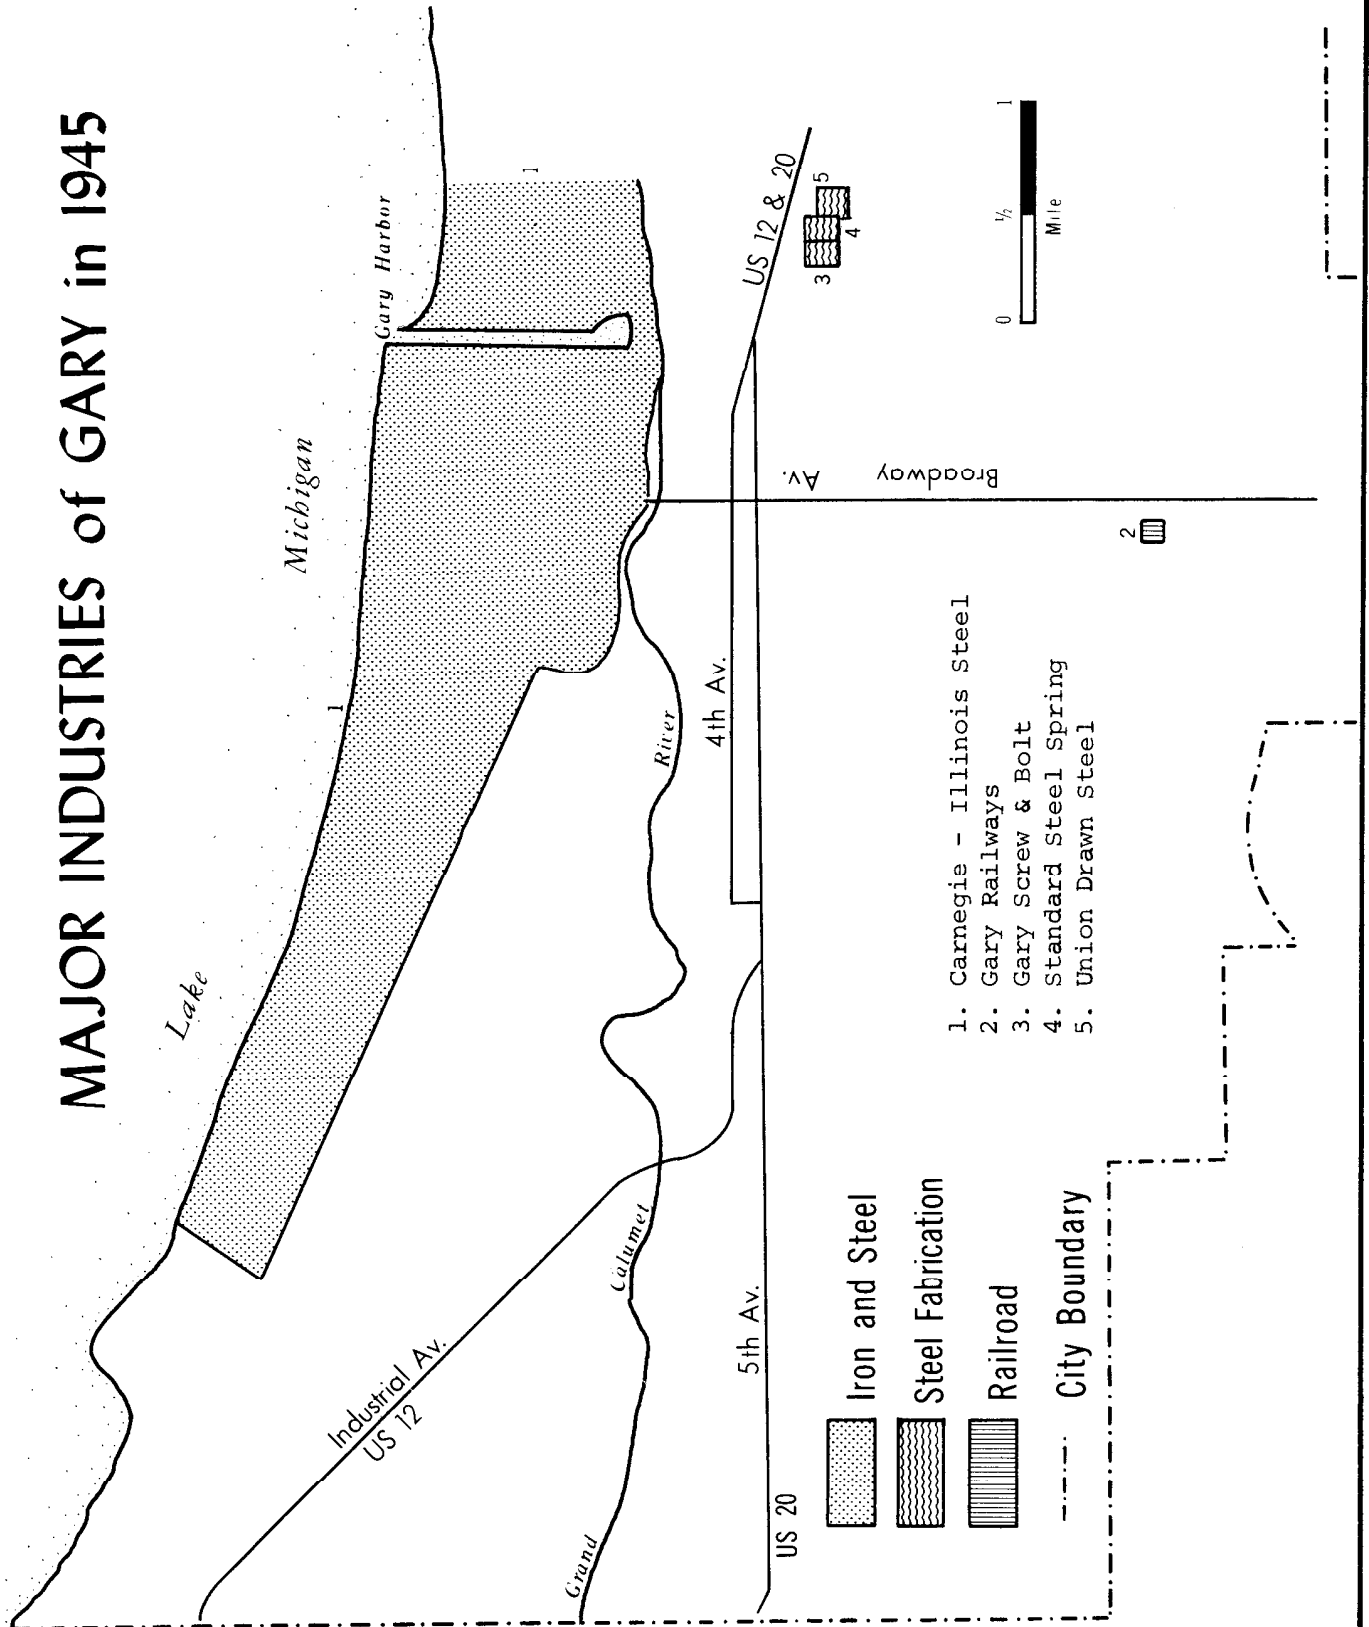 MAJOR INDUSTRIES of GARY in 1945
Lake
Michigan
Gary Harbor
1
1
Industrial Av.
US 12
Grand
Calumet
River
4th Av.
5th Av.
US 20
US 12 & 20
3
4
5
Broadway
Av.
2
0
½
1
Mile
1. Carnegie - Illinois Steel
2. Gary Railways
3. Gary Screw & Bolt
4. Standard Steel Spring
5. Union Drawn Steel
Iron and Steel
Steel Fabrication
Railroad
City Boundary